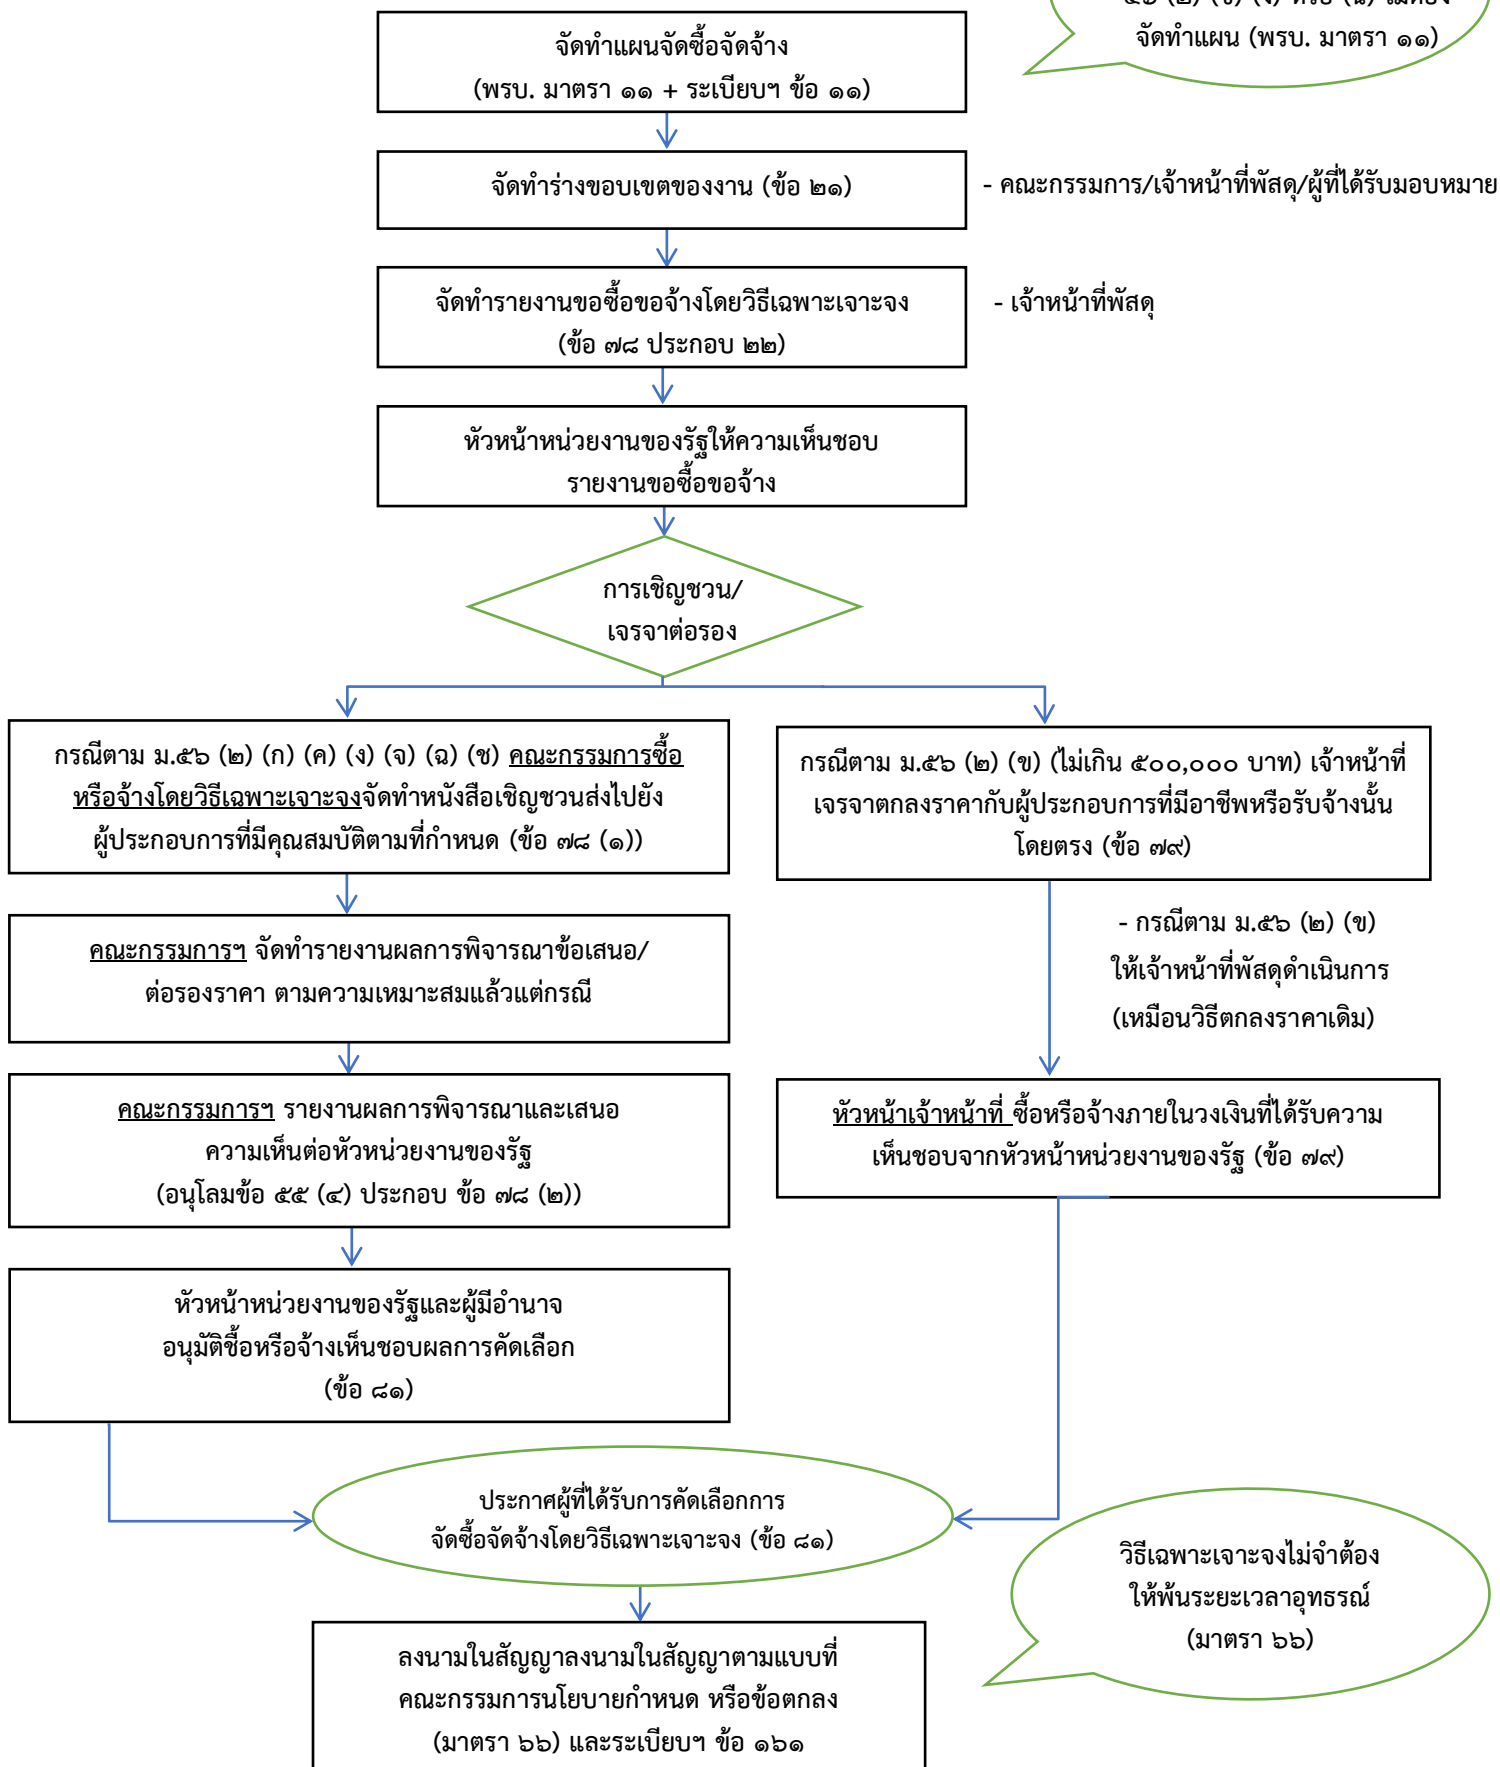 จัดทำแผน (พรบ. มาตรา ๑๑)
จัดทำแผนจัดซื้อจัดจ้าง
(พรบ. มาตรา ๑๑ + ระเบียบฯ ข้อ ๑๑)
จัดทำร่างขอบเขตของงาน (ข้อ ๒๑)
- คณะกรรมการ/เจ้าหน้าที่พัสดุ/ผู้ที่ได้รับมอบหมาย
จัดทำรายงานขอซื้อขอจ้างโดยวิธีเฉพาะเจาะจง
(ข้อ ๗๘ ประกอบ ๒๒)
- เจ้าหน้าที่พัสดุ
หัวหน้าหน่วยงานของรัฐให้ความเห็นชอบ
รายงานขอซื้อขอจ้าง
การเชิญชวน/
เจรจาต่อรอง
กรณีตาม ม.๕๖ (๒) (ก) (ค) (ง) (จ) (ฉ) (ช) คณะกรรมการซื้อ
หรือจ้างโดยวิธีเฉพาะเจาะจงจัดทำหนังสือเชิญชวนส่งไปยัง
ผู้ประกอบการที่มีคุณสมบัติตามที่กำหนด (ข้อ ๗๘ (๑))
กรณีตาม ม.๕๖ (๒) (ข) (ไม่เกิน ๕๐๐,๐๐๐ บาท) เจ้าหน้าที่
เจรจาตกลงราคากับผู้ประกอบการที่มีอาชีพหรือรับจ้างนั้น
โดยตรง (ข้อ ๗๙)
คณะกรรมการฯ จัดทำรายงานผลการพิจารณาข้อเสนอ/
ต่อรองราคา ตามความเหมาะสมแล้วแต่กรณี
- กรณีตาม ม.๕๖ (๒) (ข)
ให้เจ้าหน้าที่พัสดุดำเนินการ
(เหมือนวิธีตกลงราคาเดิม)
คณะกรรมการฯ รายงานผลการพิจารณาและเสนอ
ความเห็นต่อหัวหน่วยงานของรัฐ
(อนุโลมข้อ ๕๕ (๔) ประกอบ ข้อ ๗๘ (๒))
หัวหน้าเจ้าหน้าที่ ซื้อหรือจ้างภายในวงเงินที่ได้รับความ
เห็นชอบจากหัวหน้าหน่วยงานของรัฐ (ข้อ ๗๙)
หัวหน้าหน่วยงานของรัฐและผู้มีอำนาจ
อนุมัติซื้อหรือจ้างเห็นชอบผลการคัดเลือก
(ข้อ ๘๑)
ประกาศผู้ที่ได้รับการคัดเลือกการ
จัดซื้อจัดจ้างโดยวิธีเฉพาะเจาะจง (ข้อ ๘๑)
วิธีเฉพาะเจาะจงไม่จำต้อง
ให้พ้นระยะเวลาอุทธรณ์
(มาตรา ๖๖)
ลงนามในสัญญาลงนามในสัญญาตามแบบที่
คณะกรรมการนโยบายกำหนด หรือข้อตกลง
(มาตรา ๖๖) และระเบียบฯ ข้อ ๑๖๑